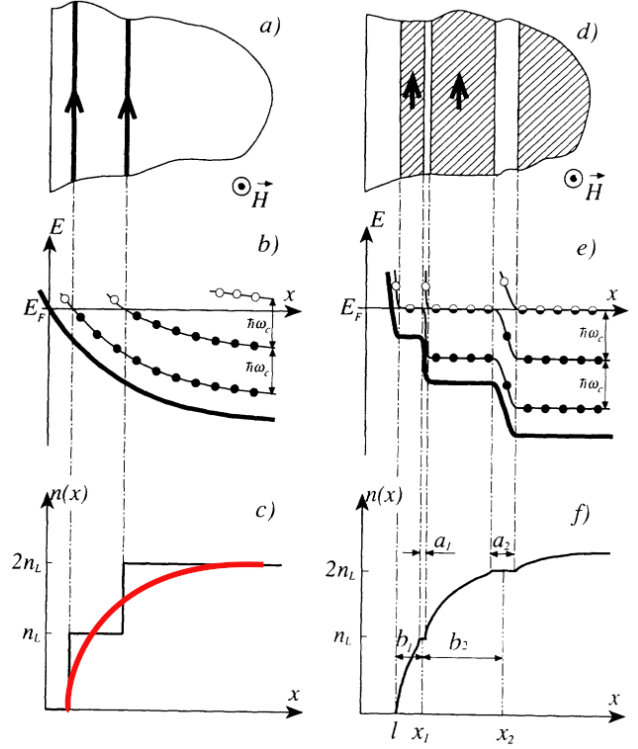 a)
H
d)
H
E
b)
E_F
x
ħω_c
ħω_c
E
e)
E_F
x
ħω_c
ħω_c
n(x)
c)
2n_L
n_L
x
n(x)
f)
a_1
a_2
2n_L
n_L
b_1
b_2
x
l
x_1
x_2